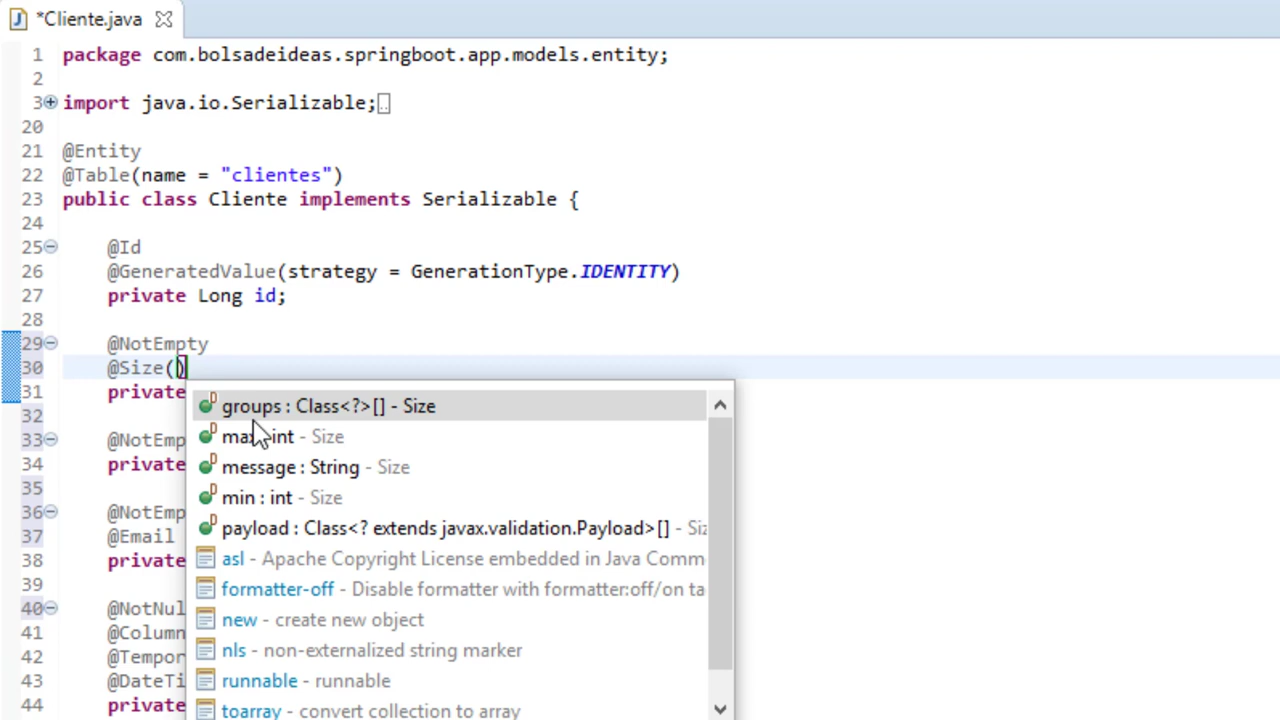 *Cliente.java
1 package com.bolsadeideas.springboot.app.models.entity;
2
3 import java.io.Serializable;
20
21 @Entity
22 @Table(name = "clientes")
23 public class Cliente implements Serializable {
24
25 @Id
26 @GeneratedValue(strategy = GenerationType.IDENTITY)
27 private Long id;
28
29 @NotEmpty
30 @Size()
31 private
groups : Class<?>[] - Size
32
max : int - Size
33 @NotEmp
34 private
message : String - Size
35
min : int - Size
36 @NotEmp
payload : Class<? extends javax.validation.Payload>[] - Siz
37 @Email
38 private
asl - Apache Copyright License embedded in Java Comm
39
formatter-off - Disable formatter with formatter:off/on ta
40 @NotNul
new - create new object
41 @Column
42 @Tempor
nls - non-externalized string marker
43 @DateTi
runnable - runnable
44 private
toarray - convert collection to array